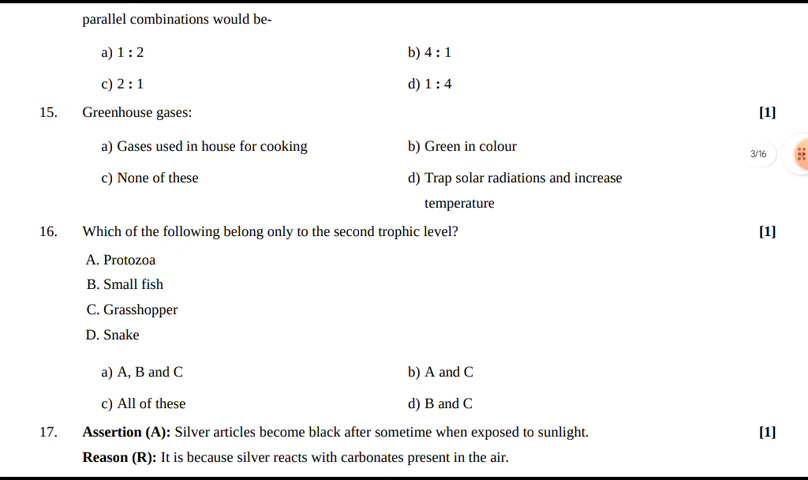 parallel combinations would be-
a) 1 : 2 b) 4 : 1
c) 2 : 1 d) 1 : 4
15. Greenhouse gases: [1]
a) Gases used in house for cooking b) Green in colour
3/16
c) None of these d) Trap solar radiations and increase
temperature
16. Which of the following belong only to the second trophic level? [1]
A. Protozoa
B. Small fish
C. Grasshopper
D. Snake
a) A, B and C b) A and C
c) All of these d) B and C
17. Assertion (A): Silver articles become black after sometime when exposed to sunlight. [1]
Reason (R): It is because silver reacts with carbonates present in the air.